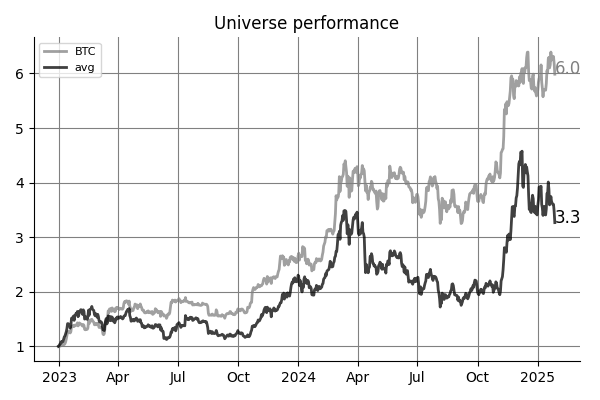 Universe performance
BTC
avg
6
5
4
3
2
1
6.0
3.3
2023
Apr
Jul
Oct
2024
Apr
Jul
Oct
2025